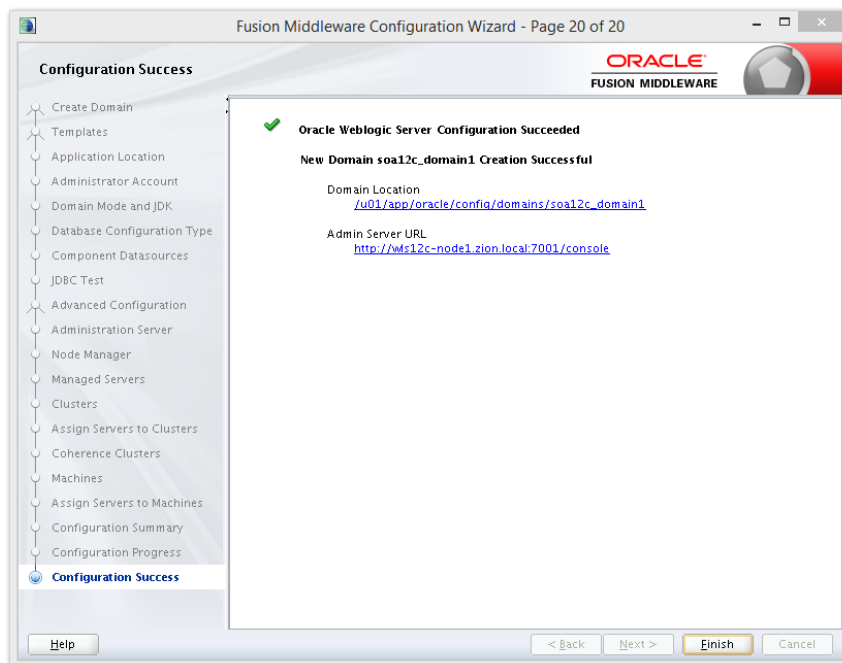 Fusion Middleware Configuration Wizard - Page 20 of 20
Configuration Success
ORACLE
FUSION MIDDLEWARE
Create Domain
Templates
Application Location
Administrator Account
Domain Mode and JDK
Database Configuration Type
Component Datasources
JDBC Test
Advanced Configuration
Administration Server
Node Manager
Managed Servers
Clusters
Assign Servers to Clusters
Coherence Clusters
Machines
Assign Servers to Machines
Configuration Summary
Configuration Progress
Configuration Success
Oracle Weblogic Server Configuration Succeeded
New Domain soa12c_domain1 Creation Successful
Domain Location
/u01/app/oracle/config/domains/soa12c_domain1
Admin Server URL
http://wls12c-node1.zion.local:7001/console
Help
< Back
Next >
Finish
Cancel